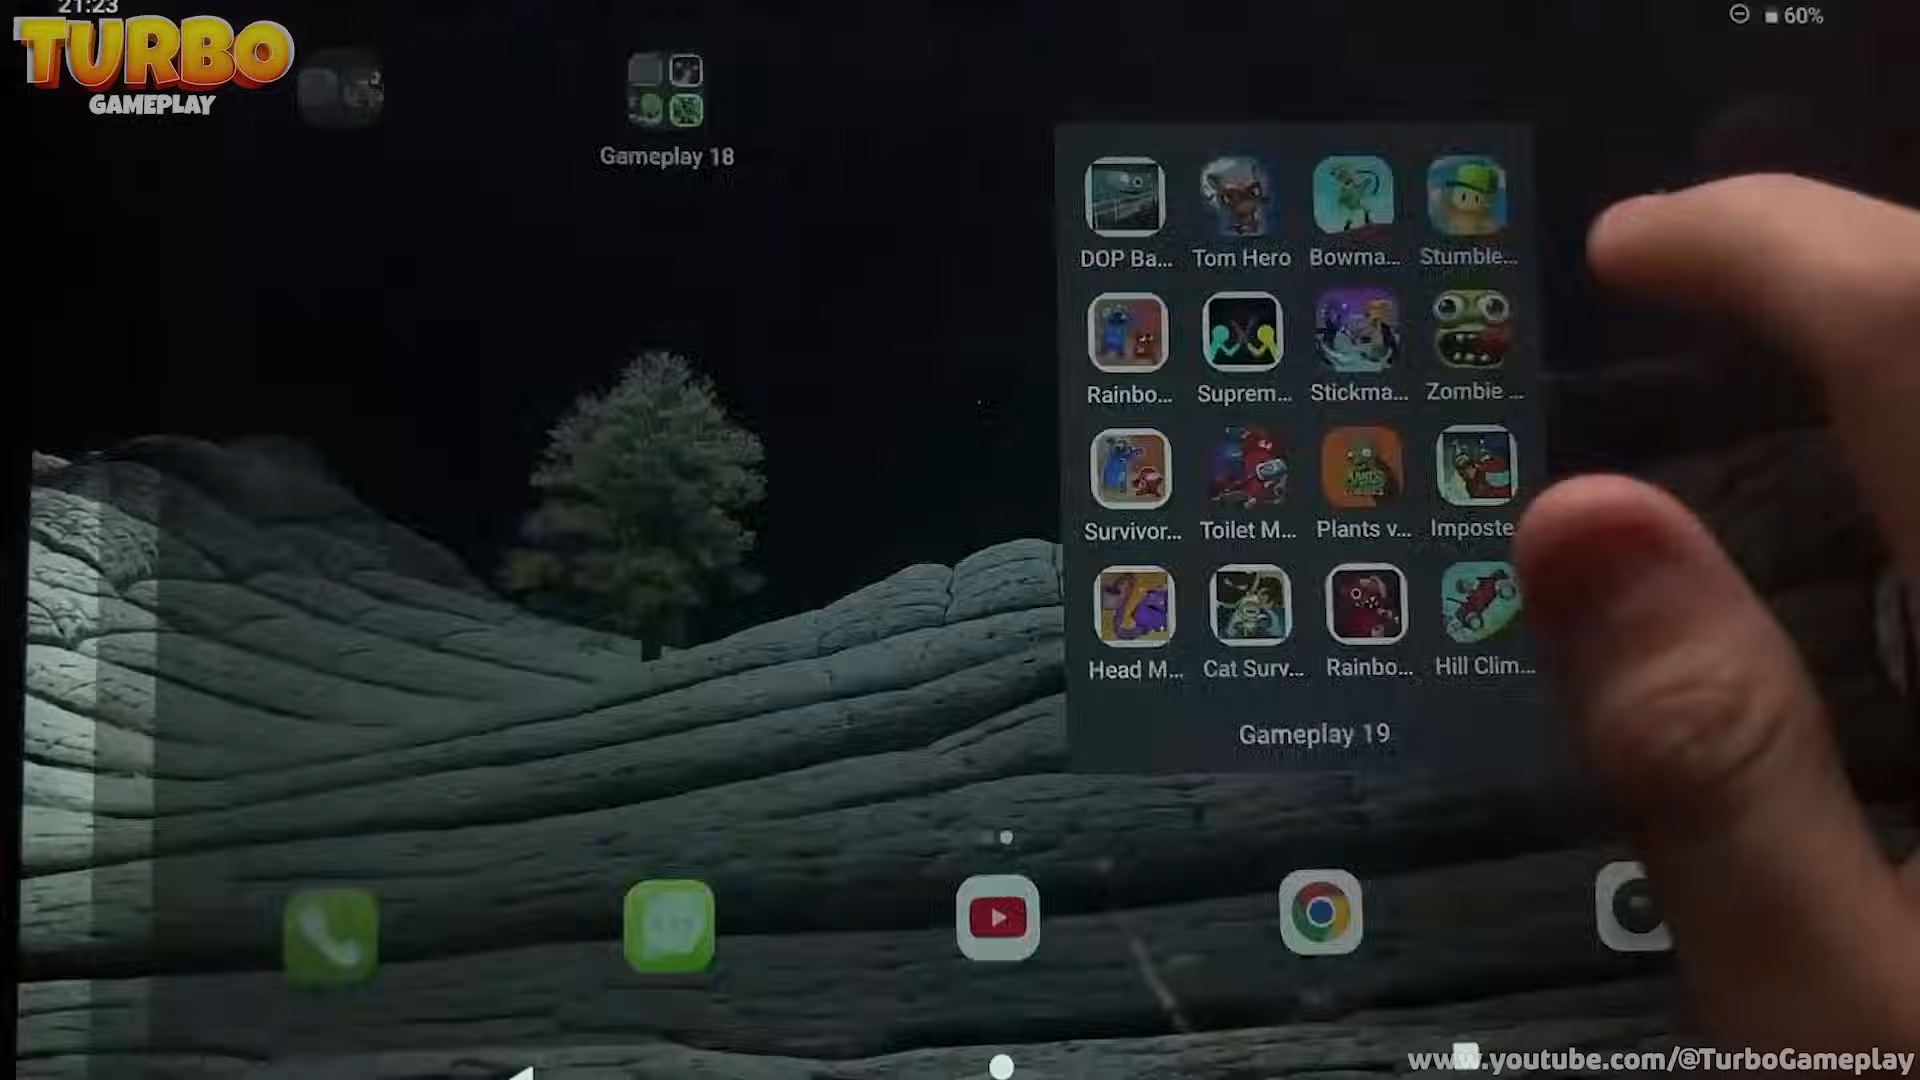 21:23
60%
TURBO
GAMEPLAY
Gameplay 18
DOP Ba...
Tom Hero
Bowma...
Stumble...
Rainbo...
Suprem...
Stickma...
Zombie ...
Survivor...
Toilet M...
Plants v...
Imposte
Head M...
Cat Surv...
Rainbo...
Hill Clim...
Gameplay 19
www.youtube.com/@TurboGameplay